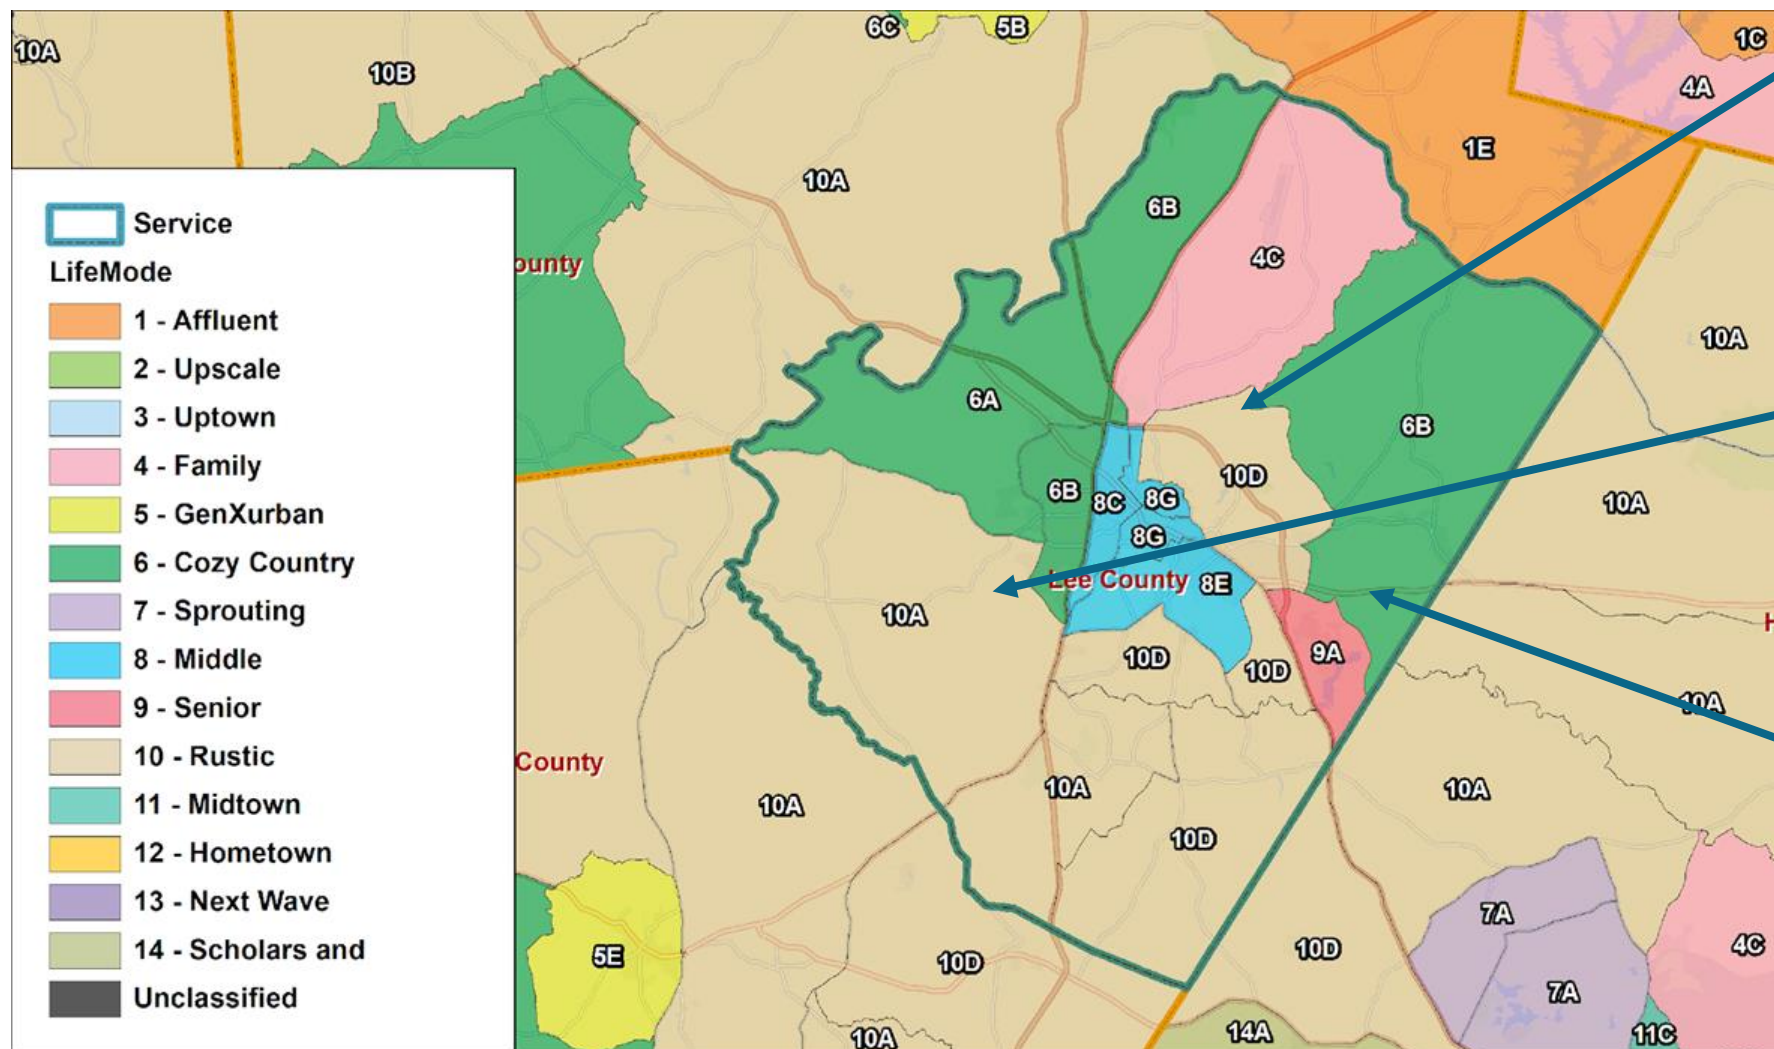 6C
5B
1C
10A
10B
4A
1E
10A
6B
4C
10A
6A
6B
10A
6B
8C
8G
10D
8G
Lee County
8E
10A
10D
10D
9A
10A
10A
10A
10A
10D
7A
4C
5E
10D
10D
7A
10A
14A
11C
ounty
County
H
Service
LifeMode
1 - Affluent
2 - Upscale
3 - Uptown
4 - Family
5 - GenXurban
6 - Cozy Country
7 - Sprouting
8 - Middle
9 - Senior
10 - Rustic
11 - Midtown
12 - Hometown
13 - Next Wave
14 - Scholars and
Unclassified